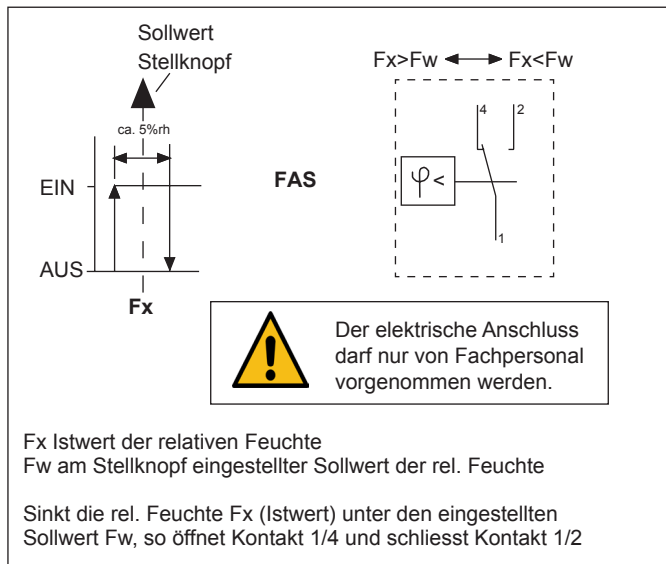 Sollwert
Stellknopf
Fx>Fw Fx<Fw
ca. 5%rh
4 2
EIN
FAS
φ<
1
AUS
Fx
Der elektrische Anschluss
darf nur von Fachpersonal
vorgenommen werden.
Fx Istwert der relativen Feuchte
Fw am Stellknopf eingestellter Sollwert der rel. Feuchte
Sinkt die rel. Feuchte Fx (Istwert) unter den eingestellten
Sollwert Fw, so öffnet Kontakt 1/4 und schliesst Kontakt 1/2